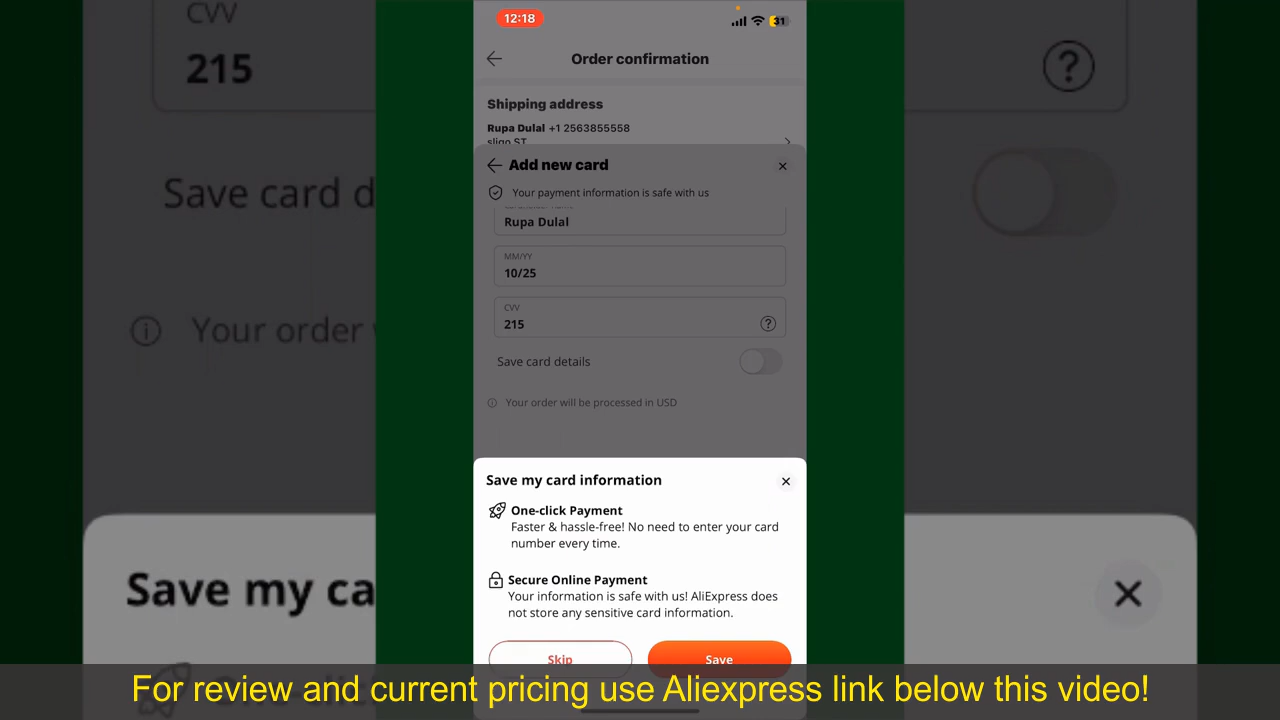 12:18
31
Order confirmation
Shipping address
Rupa Dulal +1 2563855558
sligo ST
Add new card
Your payment information is safe with us
Rupa Dulal
MM/YY
10/25
CVV
215
Save card details
Your order will be processed in USD
Save my card information
One-click Payment
Faster & hassle-free! No need to enter your card
number every time.
Secure Online Payment
Your information is safe with us! AliExpress does
not store any sensitive card information.
Skip
Save
CVV
215
Save card d
Your order
Save my ca
For review and current pricing use Aliexpress link below this video!